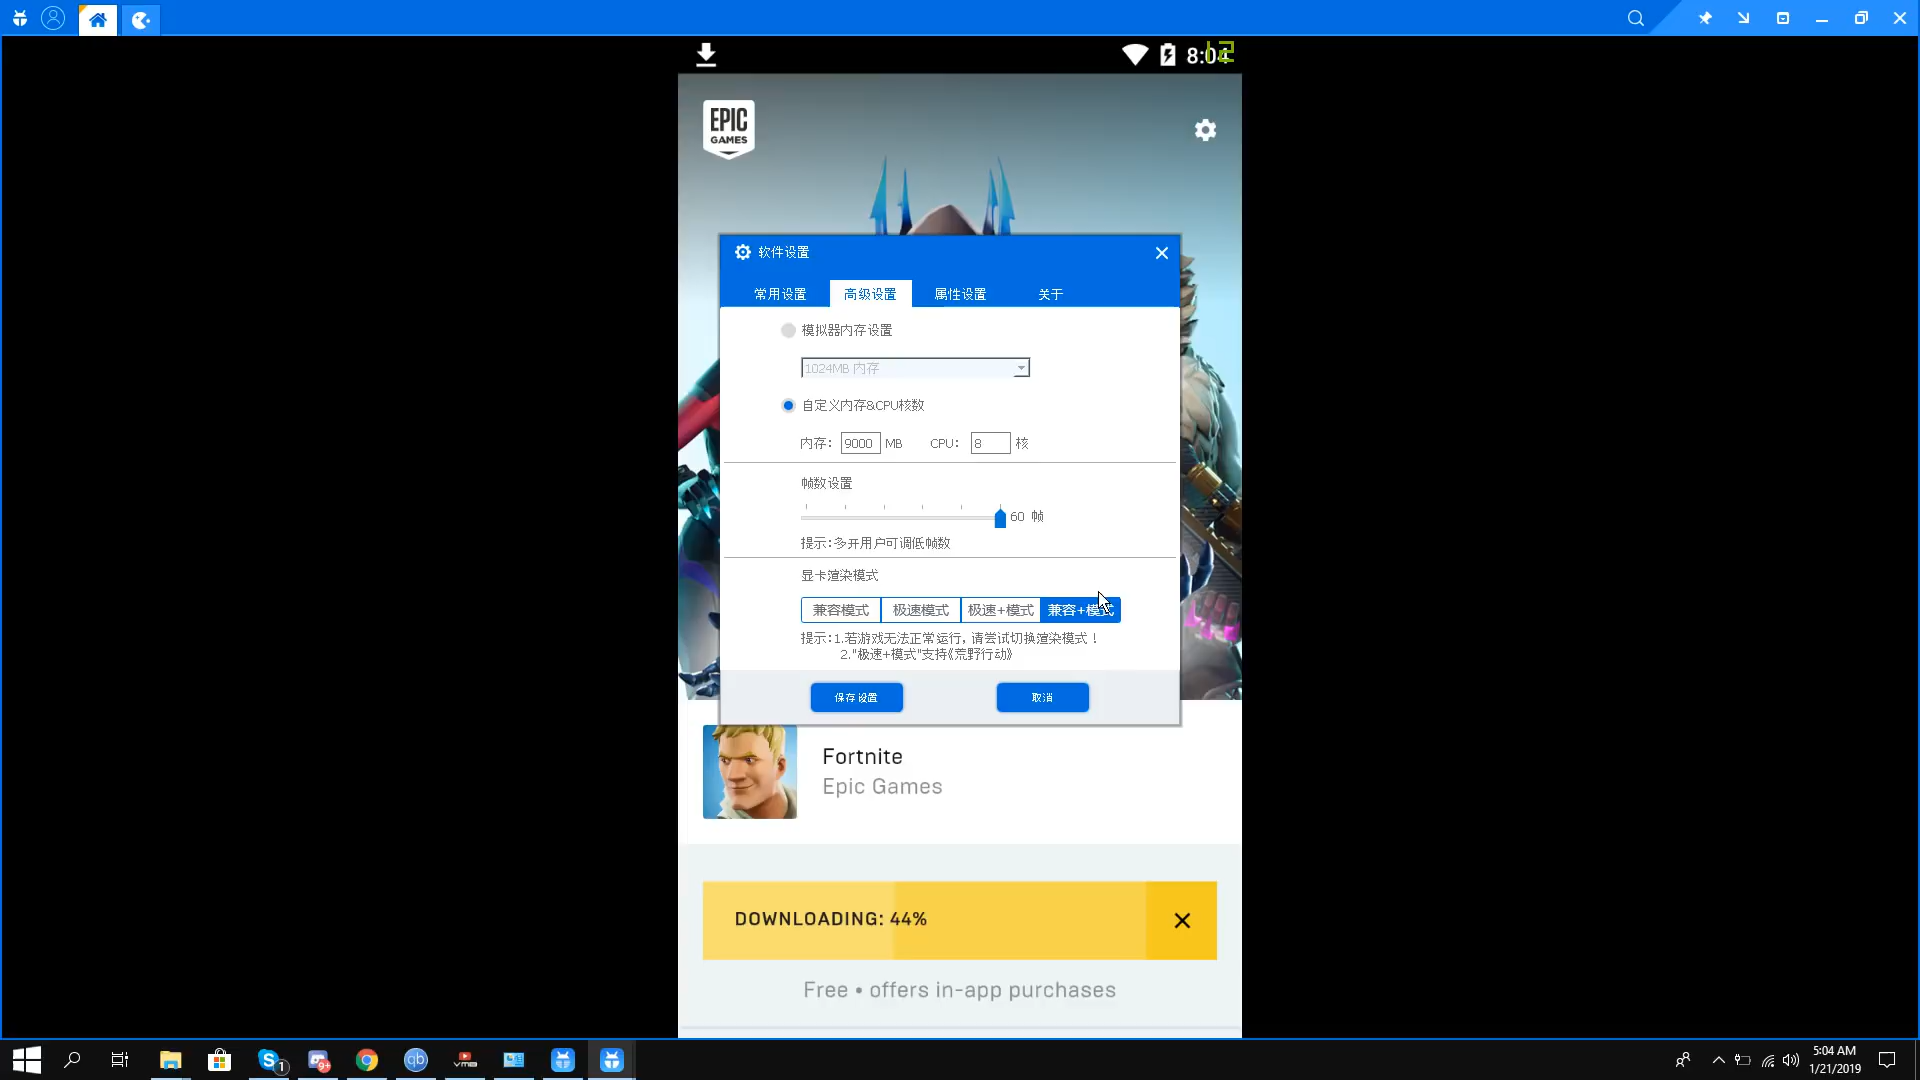 EPIC
GAMES
软件设置
常用设置
高级设置
属性设置
关于
模拟器内存设置
1024MB 内存
自定义内存&CPU核数
内存: 9000 MB CPU: 8 核
帧数设置
60 帧
提示:多开用户可调低帧数
显卡渲染模式
兼容模式
极速模式
极速+模式
兼容+模式
提示:1.若游戏无法正常运行, 请尝试切换渲染模式！
2."极速+模式"支持《荒野行动》
保存设置
取消
Fortnite
Epic Games
DOWNLOADING: 44%
Free • offers in-app purchases
1
9+
qb
5:04 AM
1/21/2019